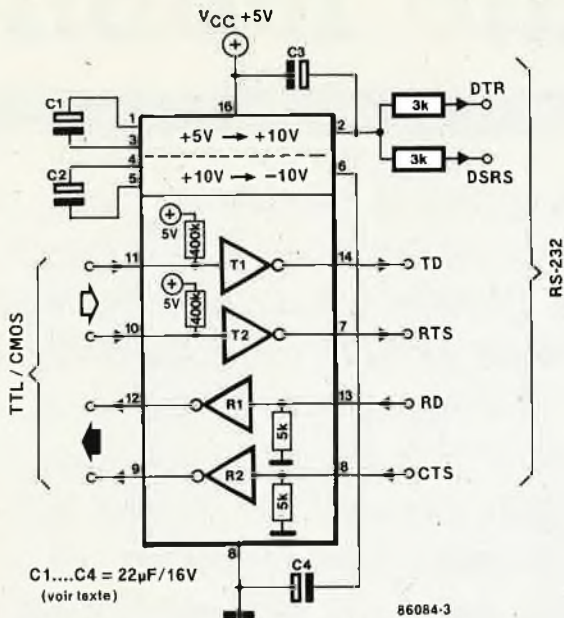 VCC +5V
C3
C1
1
16
DTR
3k
3
+5V → +10V
2
4
6
3k
C2
+10V → −10V
5
DSRS
5V
400k
11
T1
14
TD
5V
400k
10
T2
7
RTS
TTL/CMOS
RS-232
12
R1
13
RD
5k
9
R2
8
CTS
5k
8
C4
C1....C4 = 22µF/16V
(voir texte)
86084-3